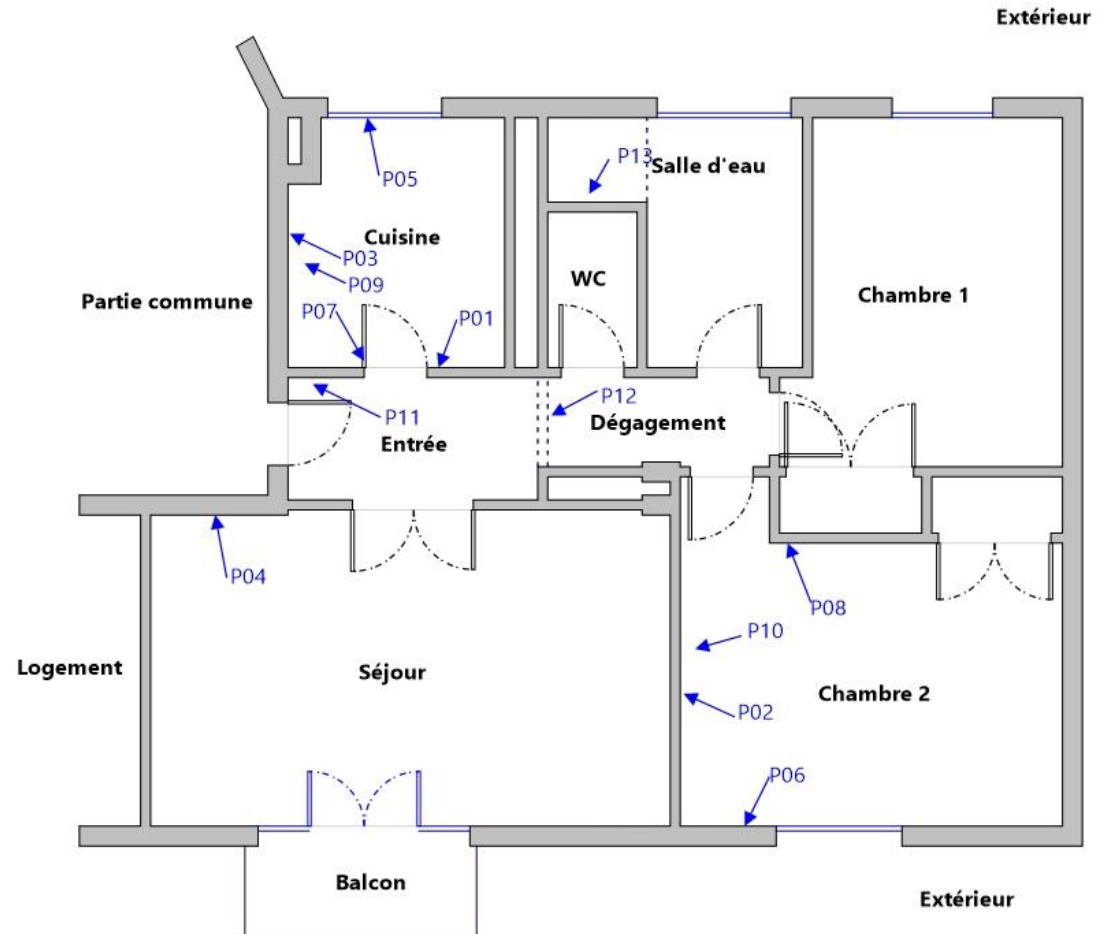 Extérieur
P13
Salle d'eau
P05
Cuisine
P03
WC
P09
Chambre 1
Partie commune
P07
P01
P12
P11
Dégagement
Entrée
P04
P08
P10
Logement
Séjour
Chambre 2
P02
P06
Balcon
Extérieur